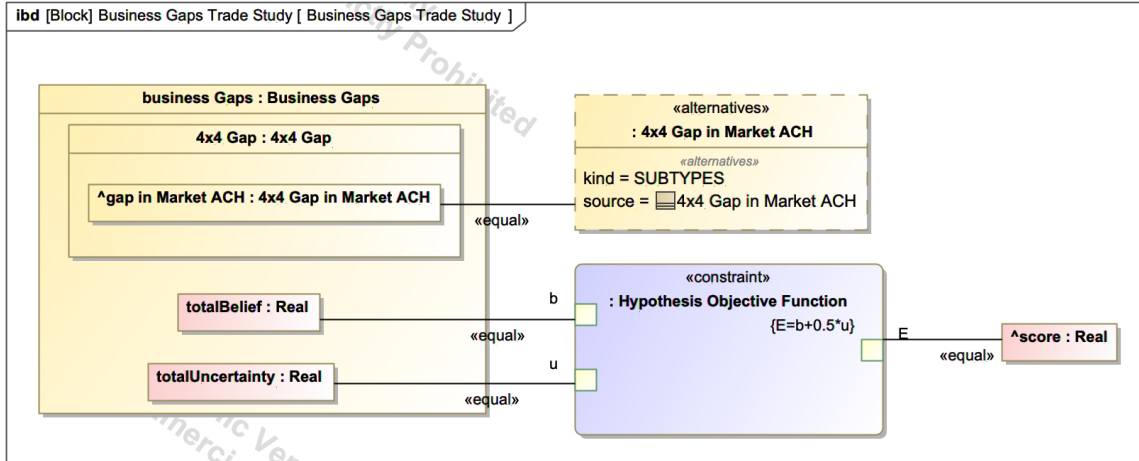 ibd [Block] Business Gaps Trade Study [ Business Gaps Trade Study ]
Prohibited
business Gaps : Business Gaps
4x4 Gap : 4x4 Gap
^gap in Market ACH : 4x4 Gap in Market ACH
«equal»
«alternatives»
: 4x4 Gap in Market ACH
«alternatives»
kind = SUBTYPES
source = 4x4 Gap in Market ACH
totalBelief : Real
«equal»
b
totalUncertainty : Real
«equal»
u
«constraint»
: Hypothesis Objective Function
{E=b+0.5*u}
E
«equal»
^score : Real